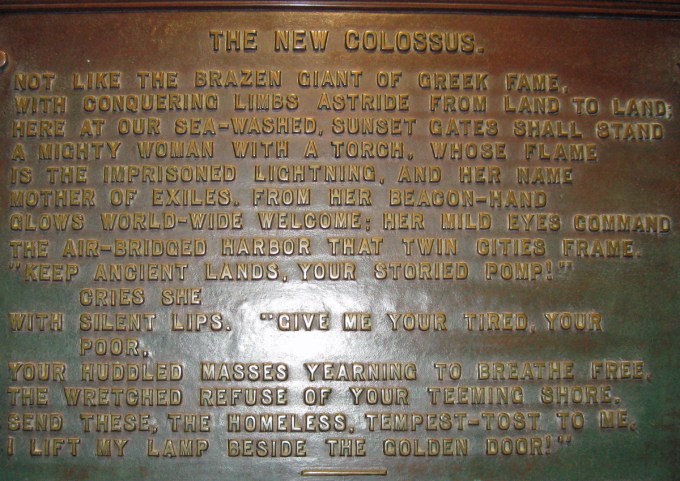 THE NEW COLOSSUS.
NOT LIKE THE BRAZEN GIANT OF GREEK FAME,
WITH CONQUERING LIMBS ASTRIDE FROM LAND TO LAND;
HERE AT OUR SEA-WASHED, SUNSET GATES SHALL STAND
A MIGHTY WOMAN WITH A TORCH, WHOSE FLAME
IS THE IMPRISONED LIGHTNING, AND HER NAME
MOTHER OF EXILES. FROM HER BEACON-HAND
GLOWS WORLD-WIDE WELCOME; HER MILD EYES COMMAND
THE AIR-BRIDGED HARBOR THAT TWIN CITIES FRAME.
"KEEP ANCIENT LANDS, YOUR STORIED POMP!"
CRIES SHE
WITH SILENT LIPS. "GIVE ME YOUR TIRED, YOUR
POOR,
YOUR HUDDLED MASSES YEARNING TO BREATHE FREE,
THE WRETCHED REFUSE OF YOUR TEEMING SHORE.
SEND THESE, THE HOMELESS, TEMPEST-TOST TO ME,
I LIFT MY LAMP BESIDE THE GOLDEN DOOR!"